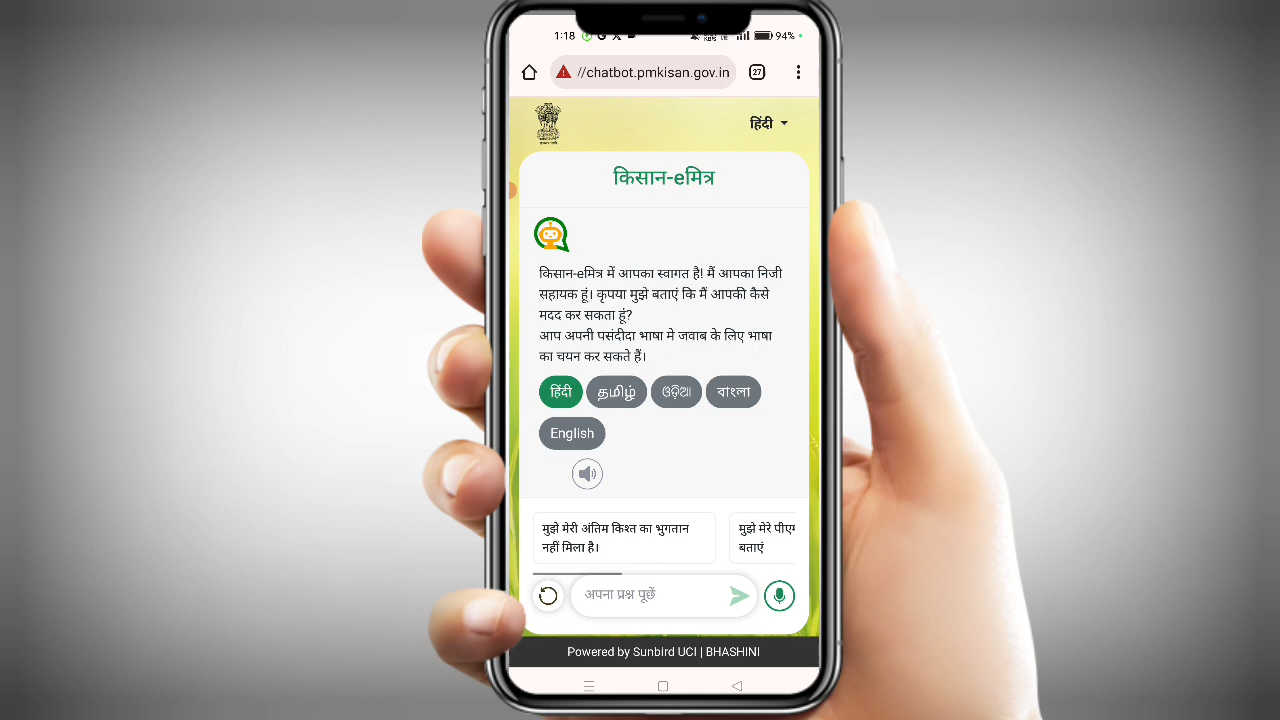 1:18
94%
//chatbot.pmkisan.gov.in
27
हिंदी
किसान-eमित्र
किसान-eमित्र में आपका स्वागत है! मैं आपका निजी
सहायक हूं। कृपया मुझे बताएं कि मैं आपकी कैसे
मदद कर सकता हूं?
आप अपनी पसंदीदा भाषा मे जवाब के लिए भाषा
का चयन कर सकते हैं।
हिंदी தமிழ் ଓଡ଼ିଆ বাংলা
English
मुझे मेरी अंतिम किश्त का भुगतान
नहीं मिला है।
मुझे मेरे पीएम
बताएं
अपना प्रश्न पूछें
Powered by Sunbird UCI | BHASHINI